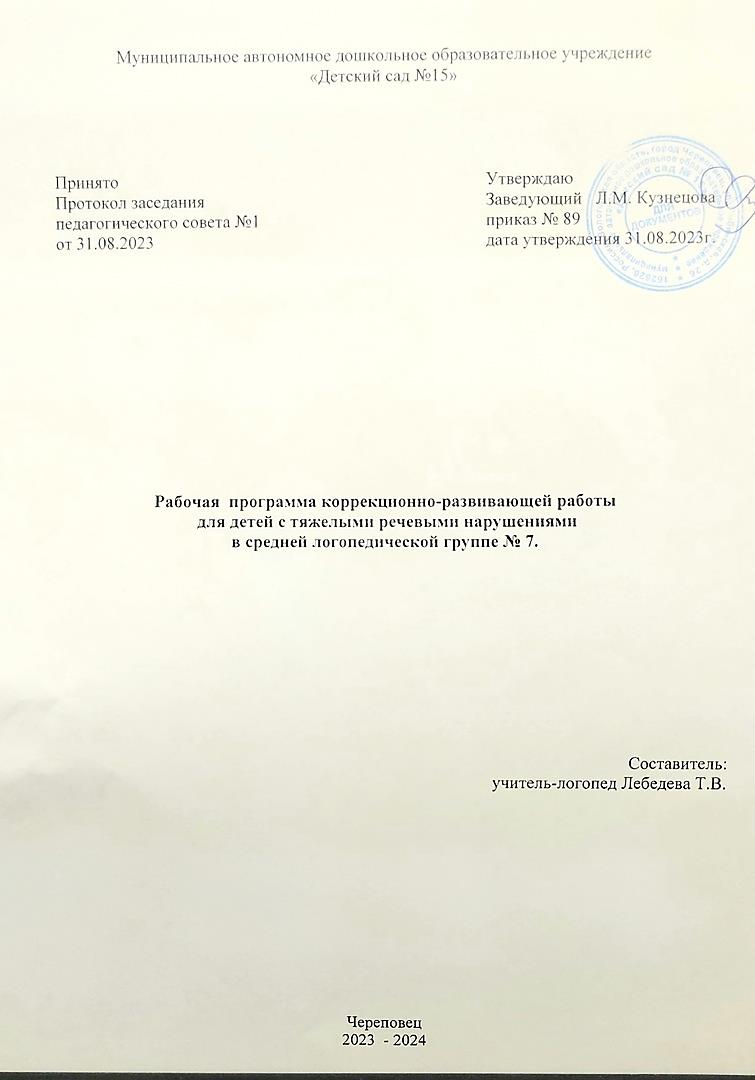 Муниципальное автономное дошкольное образовательное учреждение
«Детский сад №15»
Принято
Протокол заседания
педагогического совета №1
от 31.08.2023
Утверждаю
Заведующий Л.М. Кузнецова
приказ № 89
дата утверждения 31.08.2023г.
ДЛЯ
ДОКУМЕНТОВ
Рабочая программа коррекционно-развивающей работы
для детей с тяжелыми речевыми нарушениями
в средней логопедической группе № 7.
Составитель:
учитель-логопед Лебедева Т.В.
Череповец
2023 - 2024